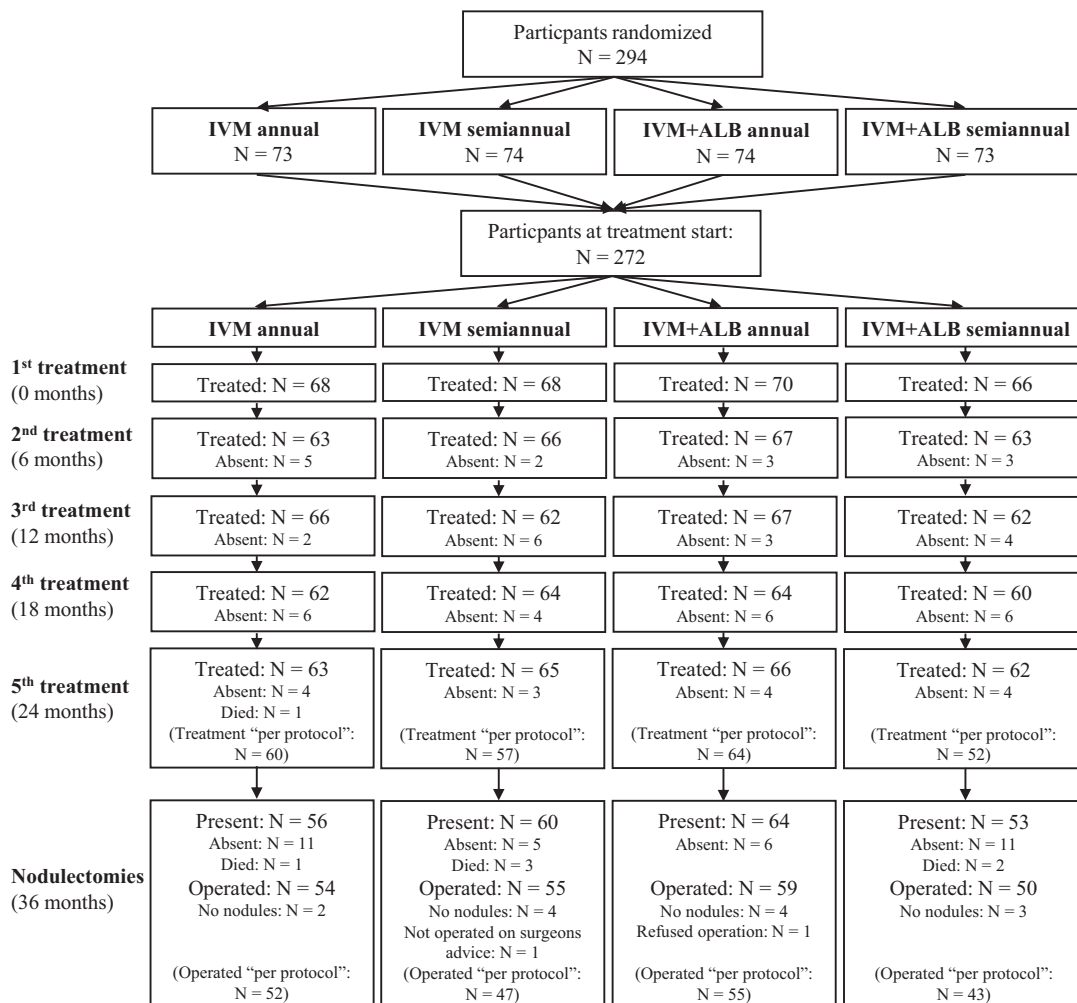 Particpants randomized
N = 294
IVM annual
N = 73
IVM semiannual
N = 74
IVM+ALB annual
N = 74
IVM+ALB semiannual
N = 73
Particpants at treatment start:
N = 272
IVM annual
IVM semiannual
IVM+ALB annual
IVM+ALB semiannual
1st treatment
(0 months)
Treated: N = 68
Treated: N = 68
Treated: N = 70
Treated: N = 66
2nd treatment
(6 months)
Treated: N = 63
Absent: N = 5
Treated: N = 66
Absent: N = 2
Treated: N = 67
Absent: N = 3
Treated: N = 63
Absent: N = 3
3rd treatment
(12 months)
Treated: N = 66
Absent: N = 2
Treated: N = 62
Absent: N = 6
Treated: N = 67
Absent: N = 3
Treated: N = 62
Absent: N = 4
4th treatment
(18 months)
Treated: N = 62
Absent: N = 6
Treated: N = 64
Absent: N = 4
Treated: N = 64
Absent: N = 6
Treated: N = 60
Absent: N = 6
5th treatment
(24 months)
Treated: N = 63
Absent: N = 4
Died: N = 1
(Treatment “per protocol”:
N = 60)
Treated: N = 65
Absent: N = 3
(Treatment “per protocol”:
N = 57)
Treated: N = 66
Absent: N = 4
(Treatment “per protocol”:
N = 64)
Treated: N = 62
Absent: N = 4
(Treatment “per protocol”:
N = 52)
Nodulectomies
(36 months)
Present: N = 56
Absent: N = 11
Died: N = 1
Operated: N = 54
No nodules: N = 2
(Operated “per protocol”:
N = 52)
Present: N = 60
Absent: N = 5
Died: N = 3
Operated: N = 55
No nodules: N = 4
Not operated on surgeons
advice: N = 1
(Operated “per protocol”:
N = 47)
Present: N = 64
Absent: N = 6
Operated: N = 59
No nodules: N = 4
Refused operation: N = 1
(Operated “per protocol”:
N = 55)
Present: N = 53
Absent: N = 11
Died: N = 2
Operated: N = 50
No nodules: N = 3
(Operated “per protocol”:
N = 43)